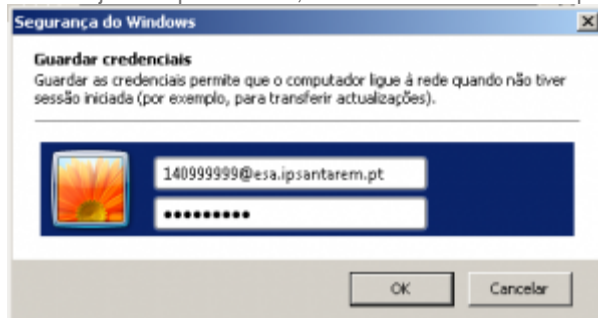 Segurança do Windows
Guardar credenciais
Guardar as credenciais permite que o computador ligue à rede quando não tiver
sessão iniciada (por exemplo, para transferir actualizações).
140999999@esa.ipsantarem.pt
•••••••••
OK
Cancelar